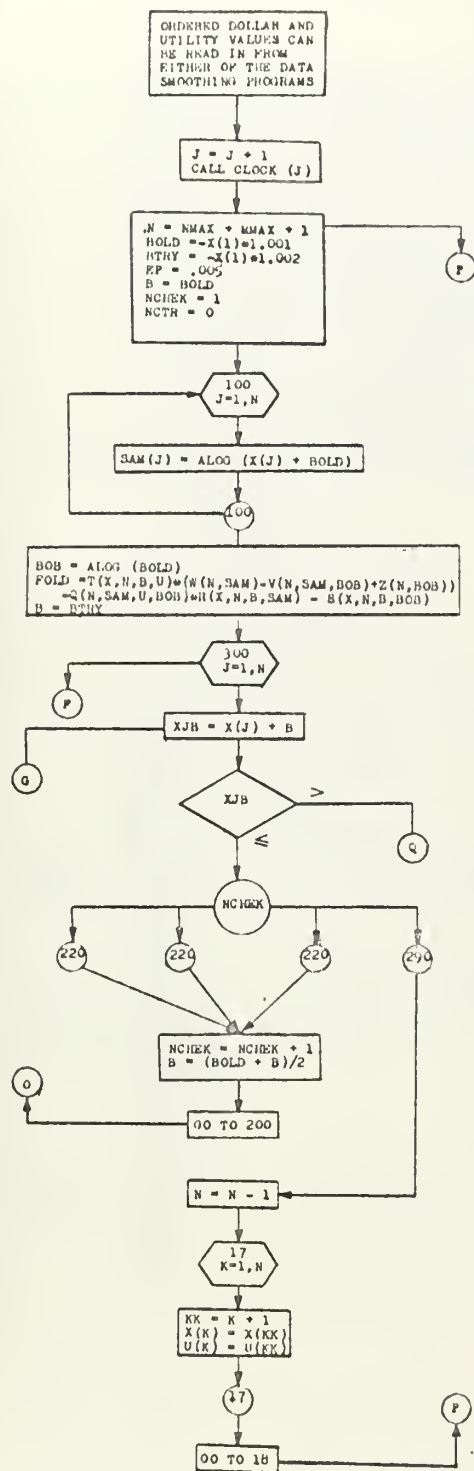 ORDERED DOLLAR AND
UTILITY VALUES CAN
BE READ IN FROM
EITHER OF THE DATA
SMOOTHING PROGRAMS
J = J + 1
CALL CLOCK (J)
.N = NMAX + MMAX + 1
BOLD =-X(1)*1.001
BTRY = -X(1)*1.002
EP = .005
B = BOLD
NCHEK = 1
NCTR = 0
P
100
J=1,N
SAM(J) = ALOG (X(J) + BOLD)
100
BOB = ALOG (BOLD)
FOLD =T(X,N,B,U)*(W(N,SAM)-V(N,SAM,BOB)+Z(N,BOB))
-Q(N,SAM,U,BOB)*R(X,N,B,SAM) - S(X,N,B,BOB)
B = BTRY
300
J=1,N
F
XJB = X(J) + B
G
XJB
>
≤
Q
NCHEK
220
220
220
290
NCHEK = NCHEK + 1
B = (BOLD + B)/2
O
GO TO 200
N = N - 1
17
K=1,N
KK = K + 1
X(K) = X(KK)
U(K) = U(KK)
17
P
GO TO 18